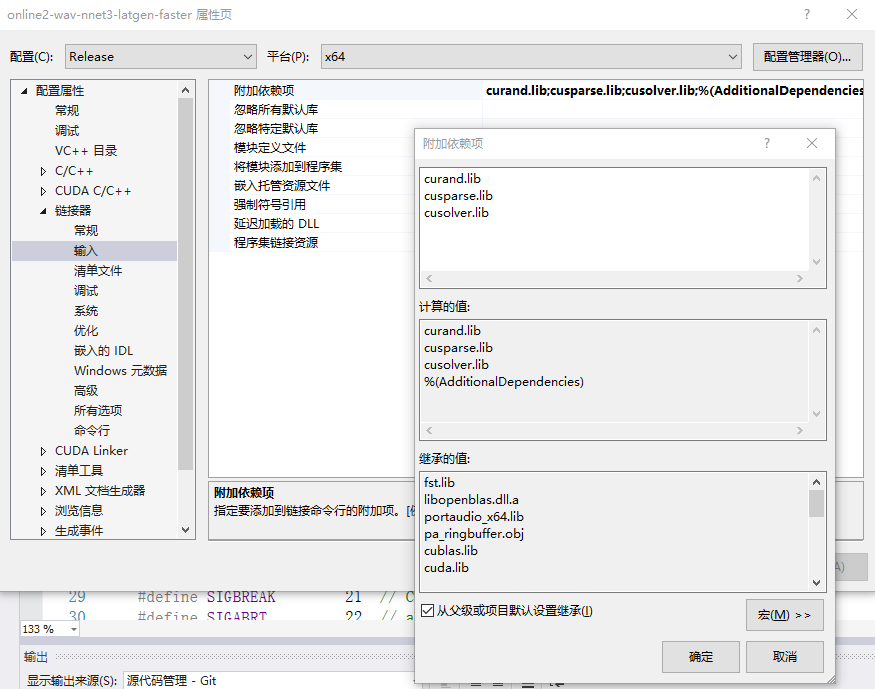 online2-wav-nnet3-latgen-faster 属性页
配置(C): Release 平台(P): x64 配置管理器(O)...
配置属性
常规
调试
VC++ 目录
C/C++
CUDA C/C++
链接器
常规
输入
清单文件
调试
系统
优化
嵌入的 IDL
Windows 元数据
高级
所有选项
命令行
CUDA Linker
清单工具
XML 文档生成器
浏览信息
生成事件
附加依赖项 curand.lib;cusparse.lib;cusolver.lib;%(AdditionalDependencies
忽略所有默认库
忽略特定默认库
模块定义文件
将模块添加到程序集
嵌入托管资源文件
强制符号引用
延迟加载的 DLL
程序集链接资源
附加依赖项
指定要添加到链接命令行的附加项。
附加依赖项
curand.lib
cusparse.lib
cusolver.lib
计算的值:
curand.lib
cusparse.lib
cusolver.lib
%(AdditionalDependencies)
继承的值:
fst.lib
libopenblas.dll.a
portaudio_x64.lib
pa_ringbuffer.obj
cublas.lib
cuda.lib
从父级或项目默认设置继承(I)
宏(M) >>
确定 取消
A)
29 #define SIGBREAK 21 // C
30 #define SIGABRT 22 // a
133 %
输出
显示输出来源(S): 源代码管理 - Git